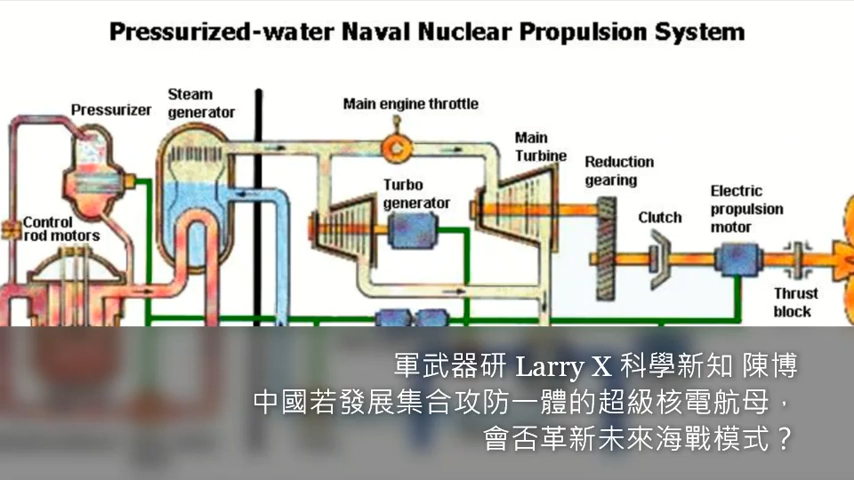 Pressurized-water Naval Nuclear Propulsion System
Steam
generator
Pressurizer
Main engine throttle
Main
Turbine
Reduction
gearing
Turbo
generator
Electric
propulsion
motor
Clutch
Control
rod motors
Thrust
block
軍武器研 Larry X 科學新知 陳博
中國若發展集合攻防一體的超級核電航母，
會否革新未來海戰模式？